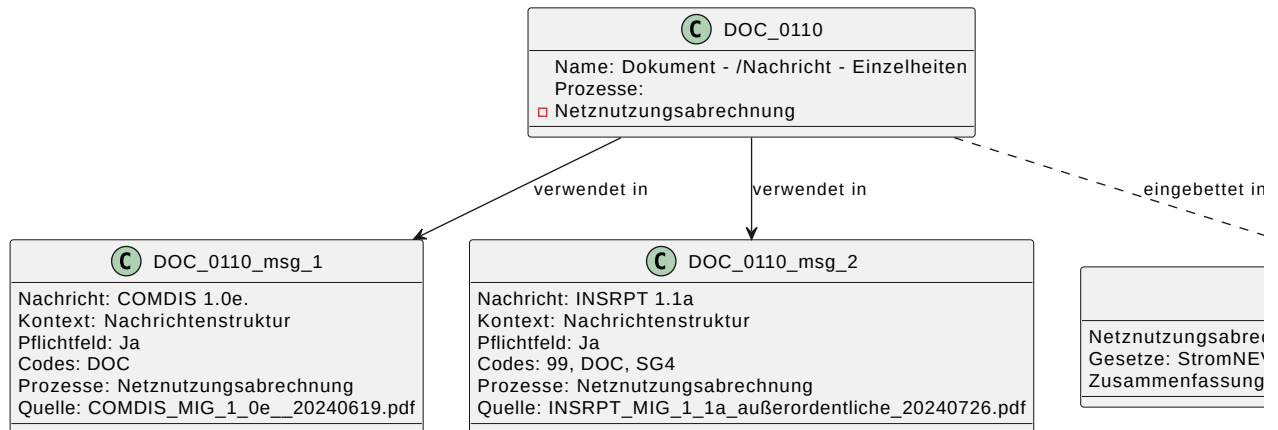 C DOC_0110
Name: Dokument - /Nachricht - Einzelheiten
Prozesse:
Netznutzungsabrechnung
verwendet in
verwendet in
eingebettet in
C DOC_0110_msg_1
Nachricht: COMDIS 1.0e.
Kontext: Nachrichtenstruktur
Pflichtfeld: Ja
Codes: DOC
Prozesse: Netznutzungsabrechnung
Quelle: COMDIS_MIG_1_0e__20240619.pdf
C DOC_0110_msg_2
Nachricht: INSRPT 1.1a
Kontext: Nachrichtenstruktur
Pflichtfeld: Ja
Codes: 99, DOC, SG4
Prozesse: Netznutzungsabrechnung
Quelle: INSRPT_MIG_1_1a_außerordentliche_20240726.pdf
Gesetze:
Zusammenfassung